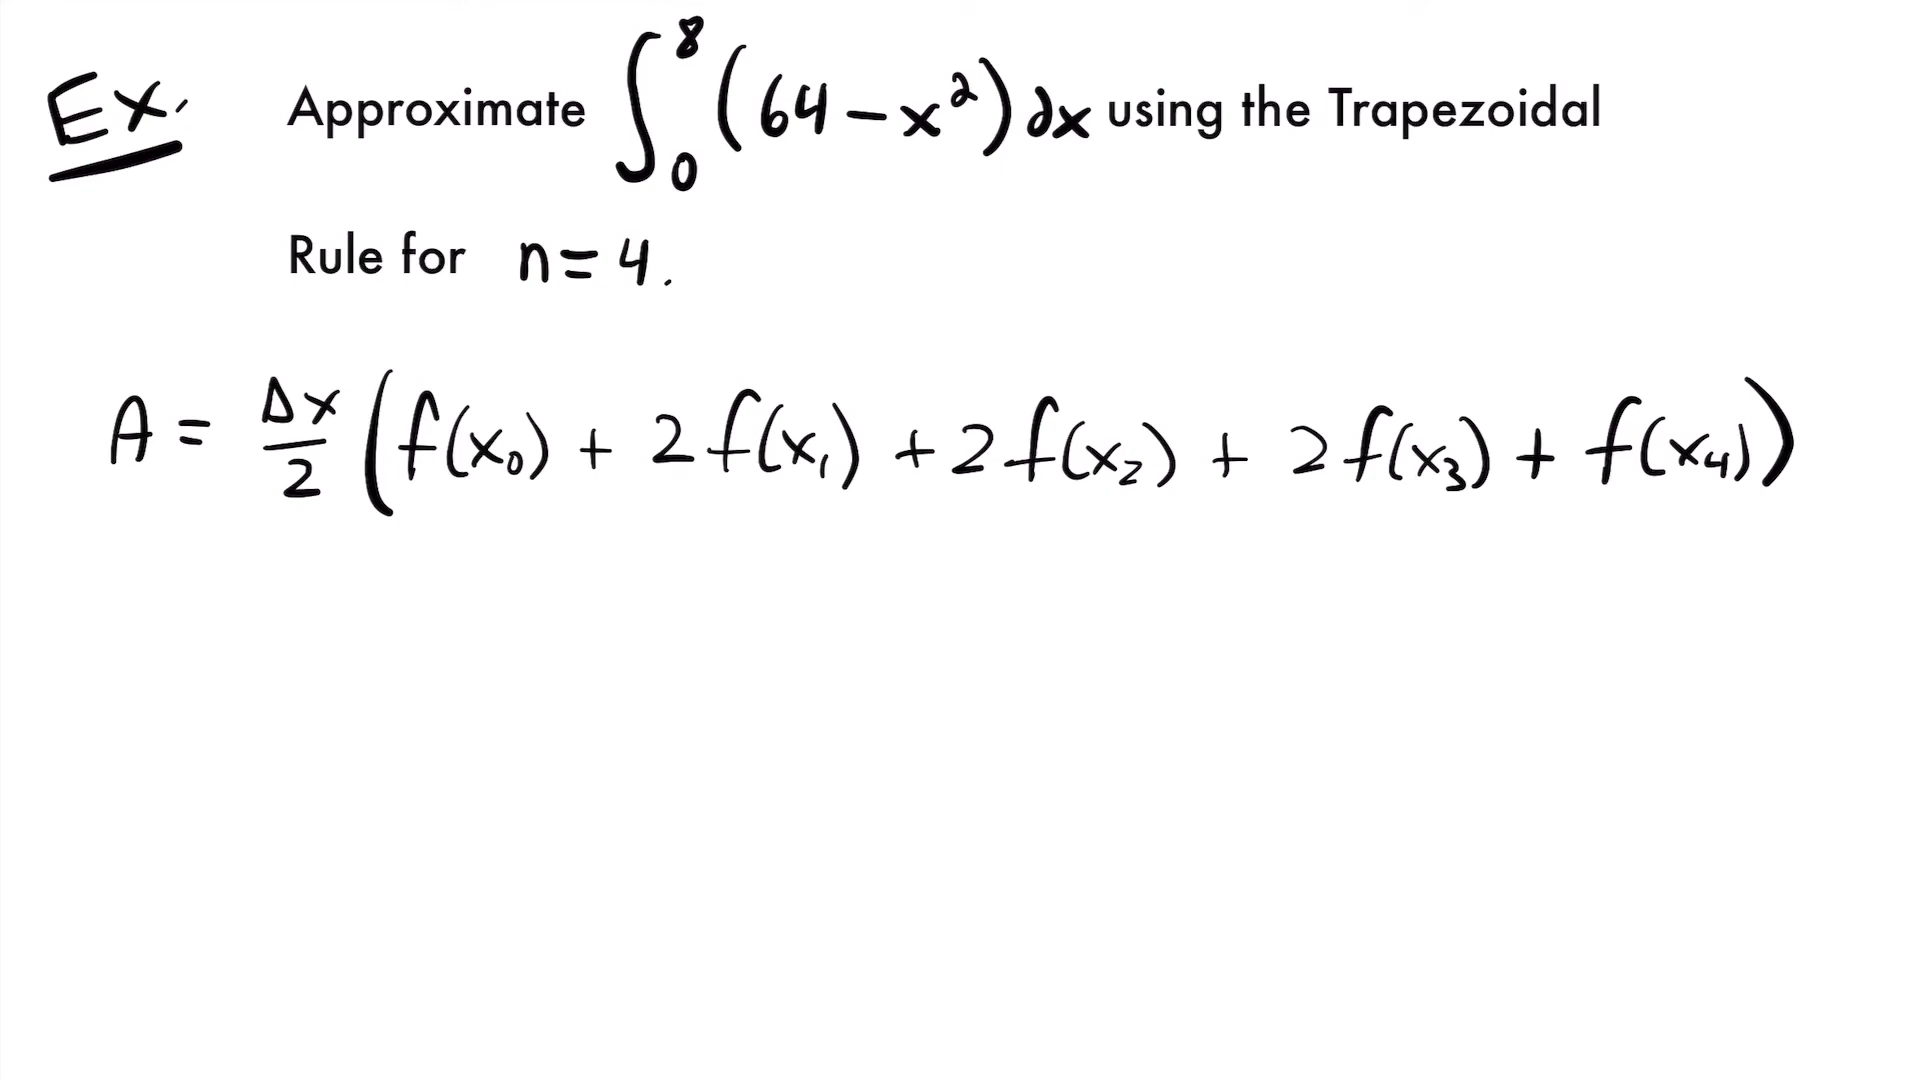 Ex. Approximate ∫₀⁸ (64 − x²) dx using the Trapezoidal
Rule for n = 4.
A = Δx/2 (f(x₀) + 2f(x₁) + 2f(x₂) + 2f(x₃) + f(x₄))